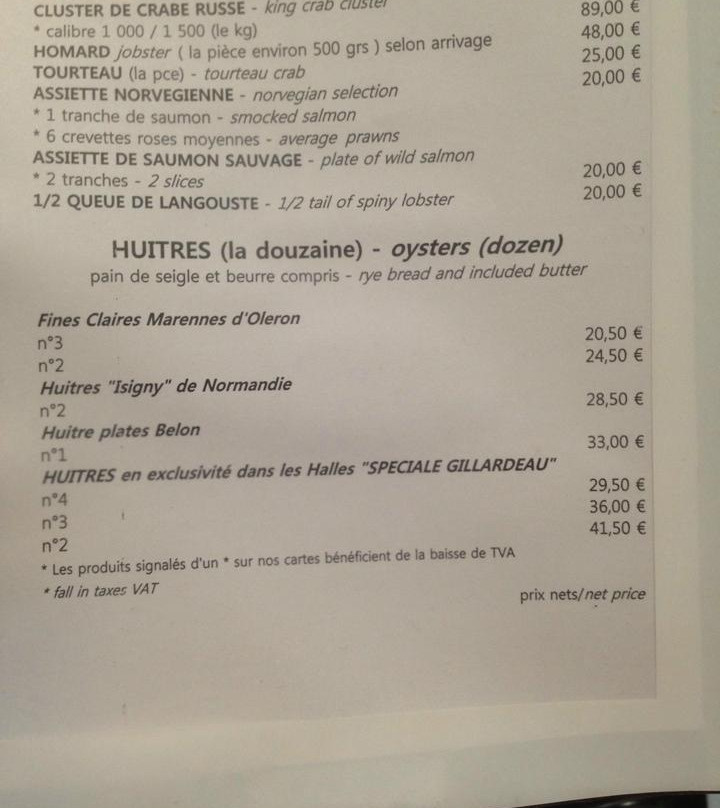 CLUSTER DE CRABE RUSSE - king crab cluster 89,00 €
* calibre 1 000 / 1 500 (le kg) 48,00 €
HOMARD jobster ( la pièce environ 500 grs ) selon arrivage 25,00 €
TOURTEAU (la pce) - tourteau crab 20,00 €
ASSIETTE NORVEGIENNE - norvegian selection
* 1 tranche de saumon - smocked salmon
* 6 crevettes roses moyennes - average prawns
ASSIETTE DE SAUMON SAUVAGE - plate of wild salmon 20,00 €
* 2 tranches - 2 slices 20,00 €
1/2 QUEUE DE LANGOUSTE - 1/2 tail of spiny lobster
HUITRES (la douzaine) - oysters (dozen)
pain de seigle et beurre compris - rye bread and included butter
Fines Claires Marennes d'Oleron
n°3 20,50 €
n°2 24,50 €
Huitres "Isigny" de Normandie
n°2 28,50 €
Huitre plates Belon
n°1 33,00 €
HUITRES en exclusivité dans les Halles "SPECIALE GILLARDEAU"
n°4 29,50 €
n°3 36,00 €
n°2 41,50 €
* Les produits signalés d'un * sur nos cartes bénéficient de la baisse de TVA
* fall in taxes VAT
prix nets/net price